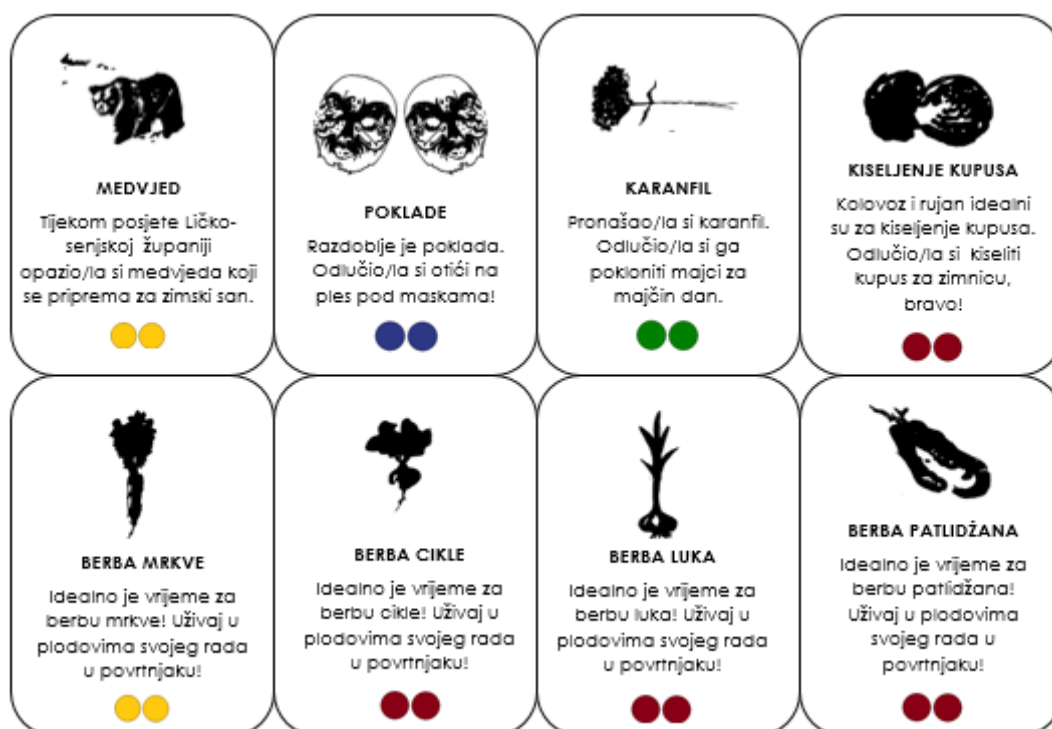 MEDVJED
Tijekom posjete Ličko-
senjskoj županiji
opazio/la si medvjeda koji
se priprema za zimski san.
POKLADE
Razdoblje je poklada.
Odlučio/la si otići na
ples pod maskama!
KARANFIL
Pronašao/la si karanfil.
Odlučio/la si ga
pokloniti majci za
majčin dan.
KISELJENJE KUPUSA
Kolovoz i rujan idealni
su za kiseljenje kupusa.
Odlučio/la si kiseliti
kupus za zimnicu,
bravo!
BERBA MRKVE
Idealno je vrijeme za
berbu mrkve! Uživaj u
plodovima svojeg rada
u povrtnjaku!
BERBA CIKLE
Idealno je vrijeme za
berbu cikle! Uživaj u
plodovima svojeg rada
u povrtnjaku!
BERBA LUKA
Idealno je vrijeme za
berbu luka! Uživaj u
plodovima svojeg rada
u povrtnjaku!
BERBA PATLIDŽANA
Idealno je vrijeme za
berbu patlidžana!
Uživaj u plodovima
svojeg rada u
povrtnjaku!